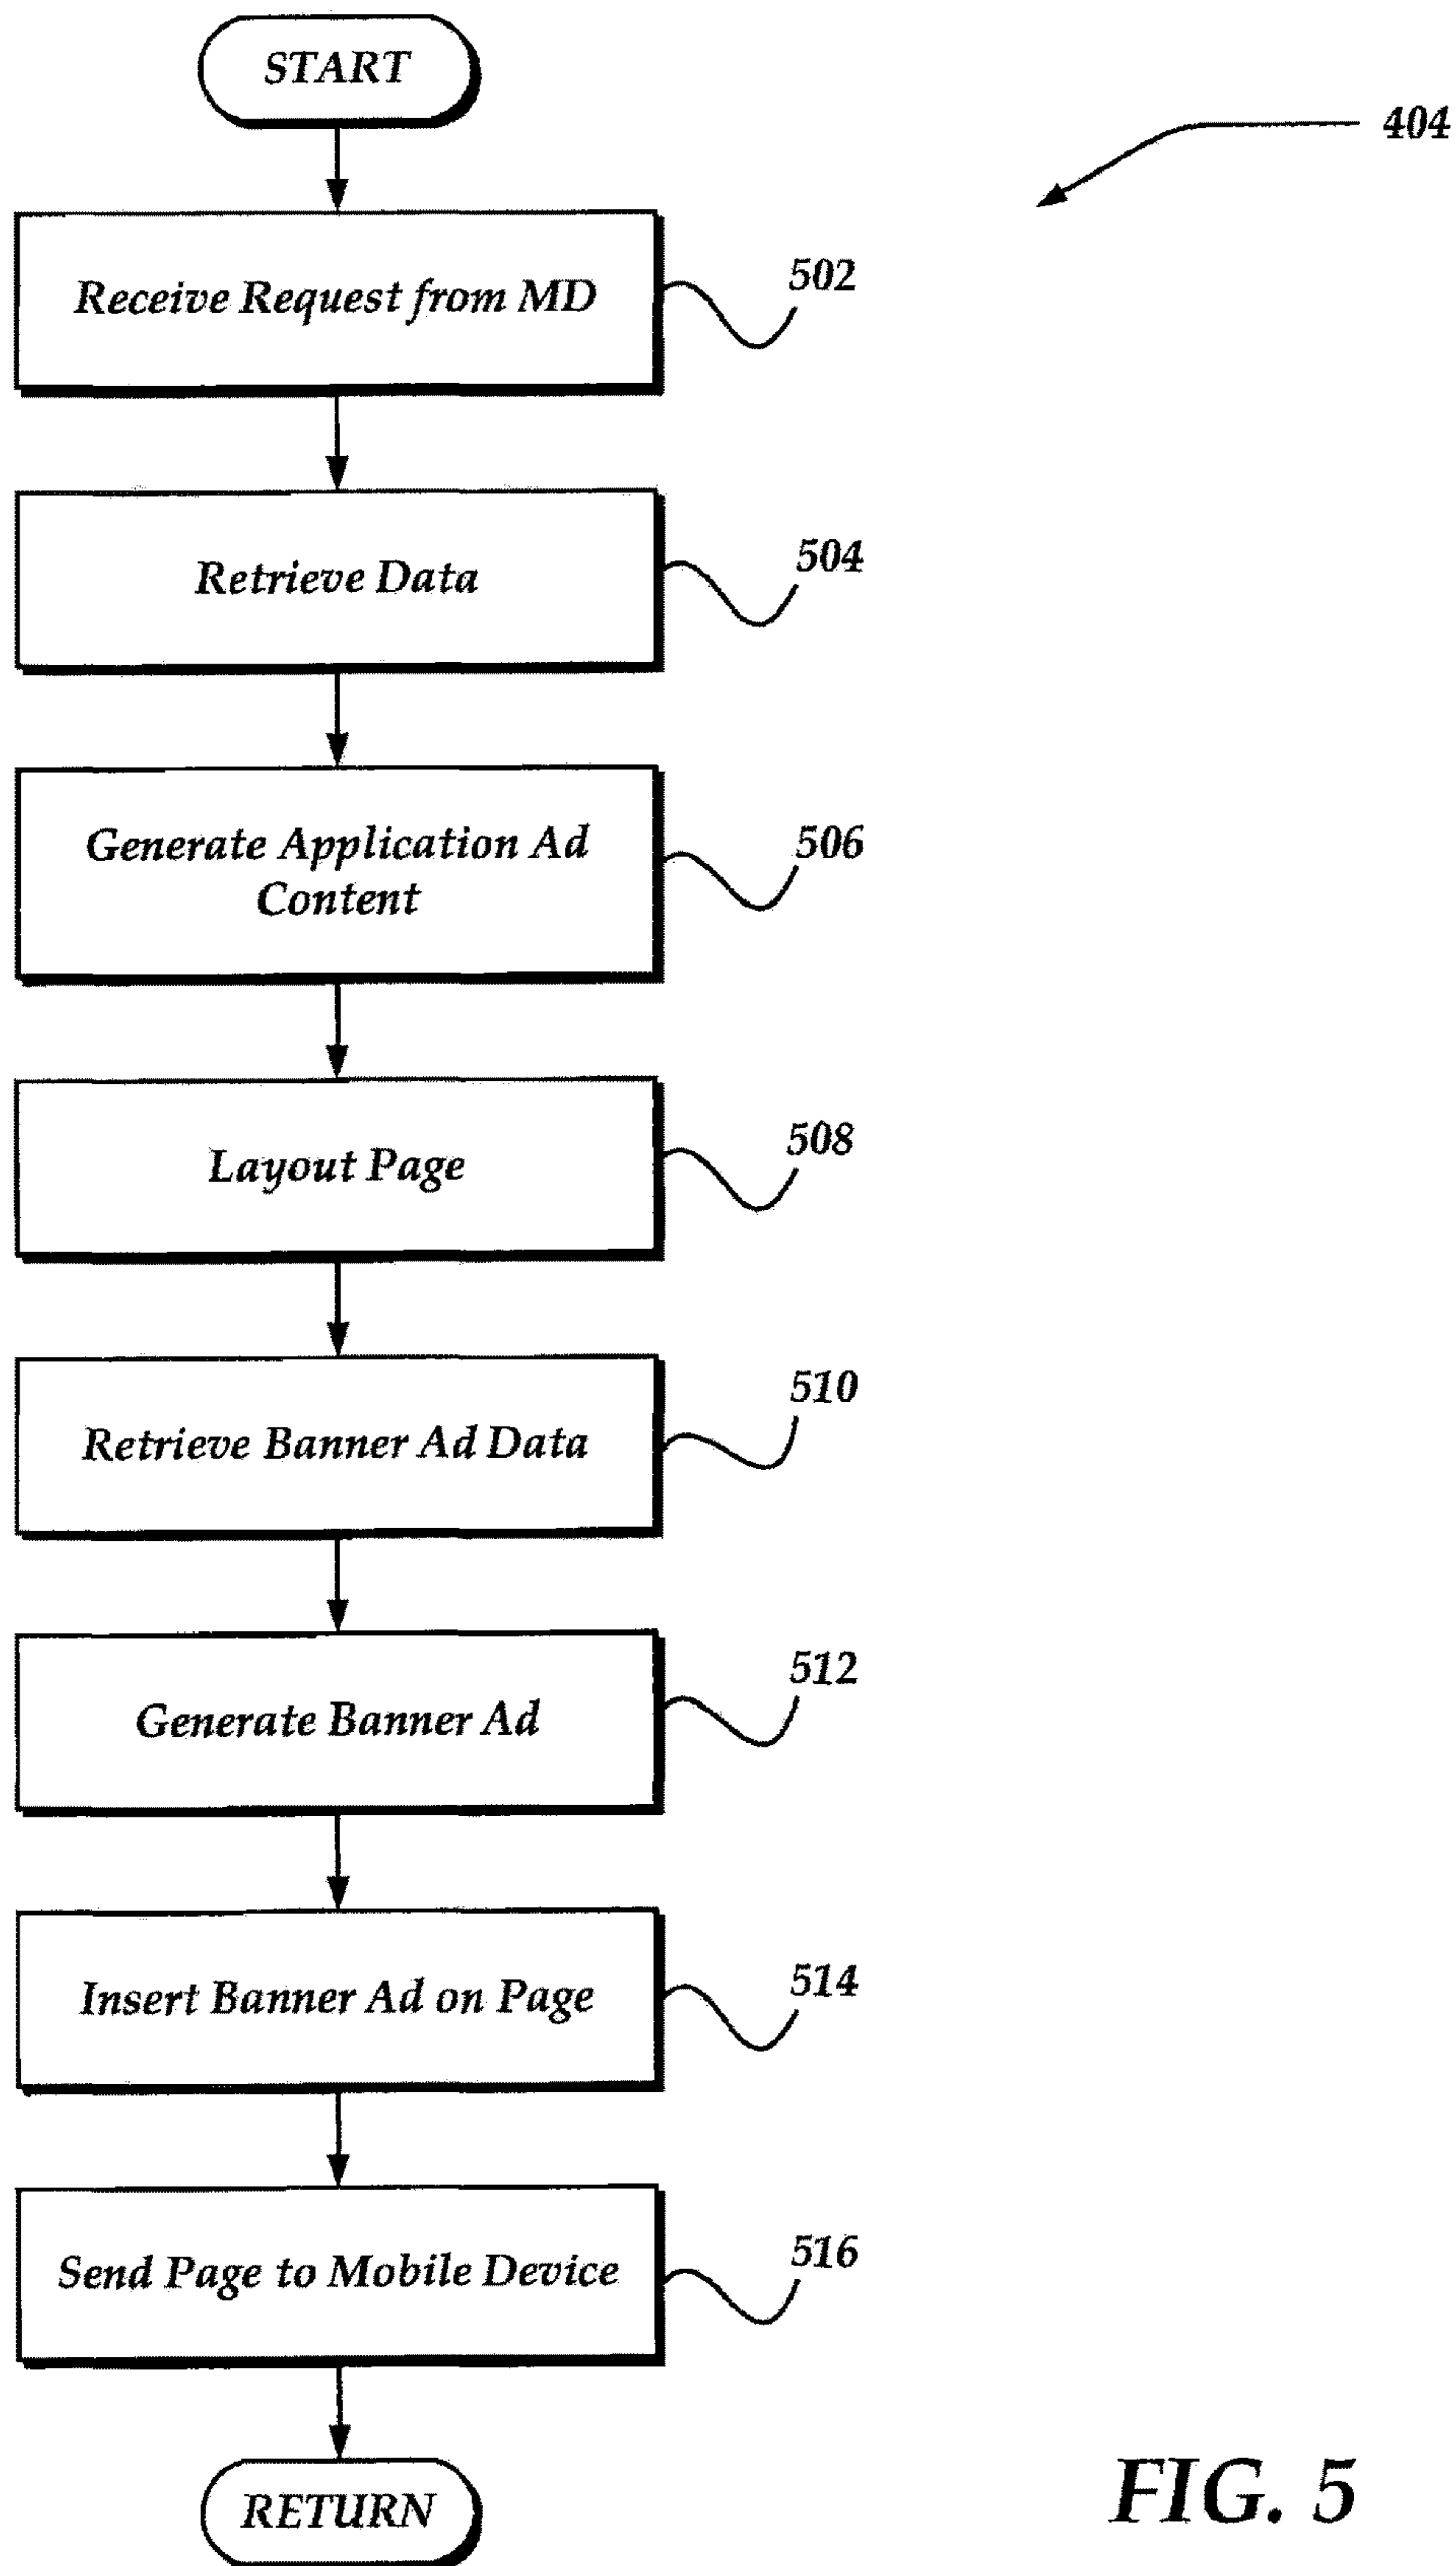 START
404
Receive Request from MD
502
Retrieve Data
504
Generate Application Ad
Content
506
Layout Page
508
Retrieve Banner Ad Data
510
Generate Banner Ad
512
Insert Banner Ad on Page
514
Send Page to Mobile Device
516
RETURN
FIG. 5